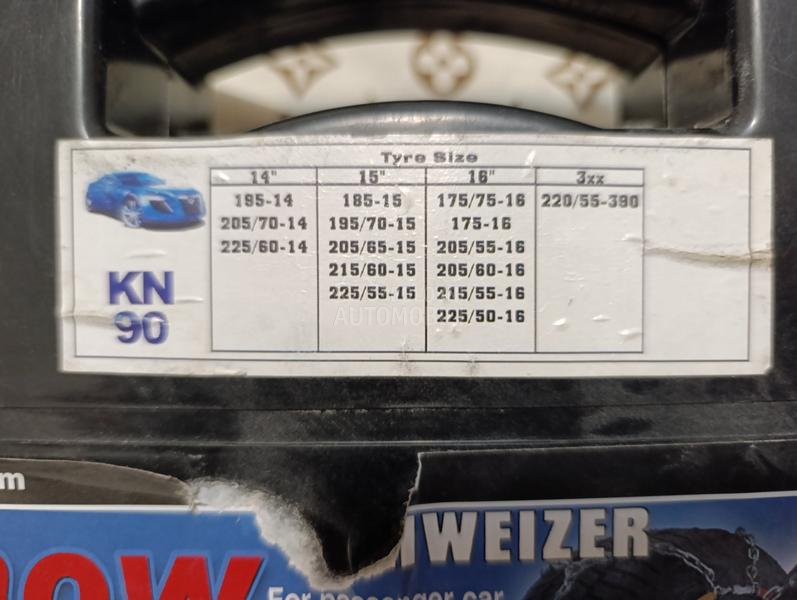 Tyre Size
14" 15" 16" 3xx
195-14 185-15 175/75-16 220/55-390
205/70-14 195/70-15 175-16
225/60-14 205/65-15 205/55-16
215/60-15 205/60-16
225/55-15 215/55-16
225/50-16
KN
90
m
OW
IWEIZER
For passenger car